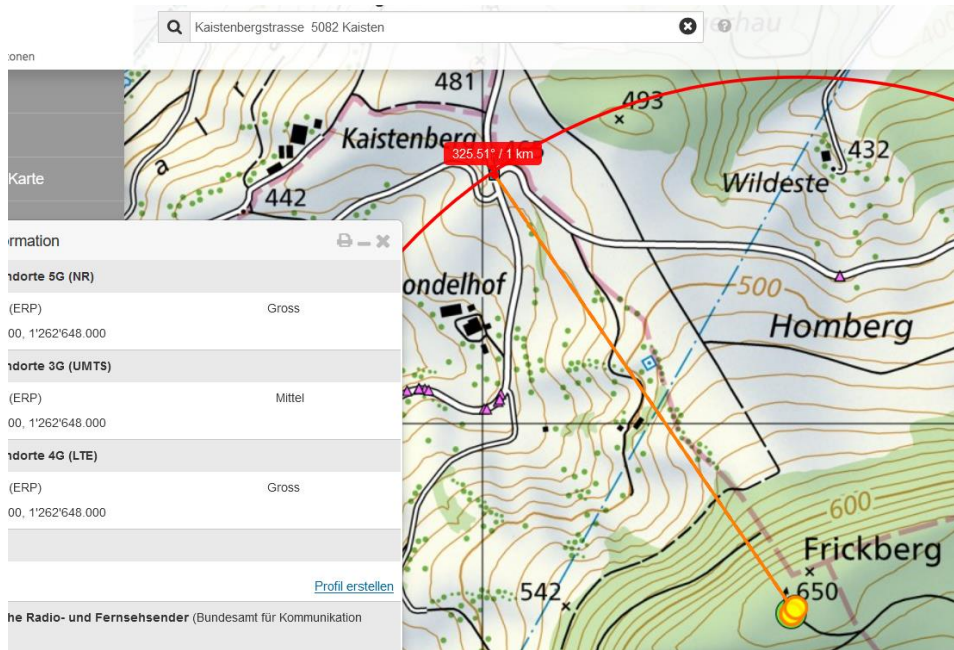 Kaistenbergstrasse 5082 Kaisten
onen
Karte
481
493
Kaistenberg
325.51° / 1 km
432
Wildeste
442
a
r
ondelhof
500
Homberg
600
Frickberg
650
542
rmation
ndorte 5G (NR)
(ERP) Gross
00, 1'262'648.000
ndorte 3G (UMTS)
(ERP) Mittel
00, 1'262'648.000
ndorte 4G (LTE)
(ERP) Gross
00, 1'262'648.000
Profil erstellen
he Radio- und Fernsehsender (Bundesamt für Kommunikation